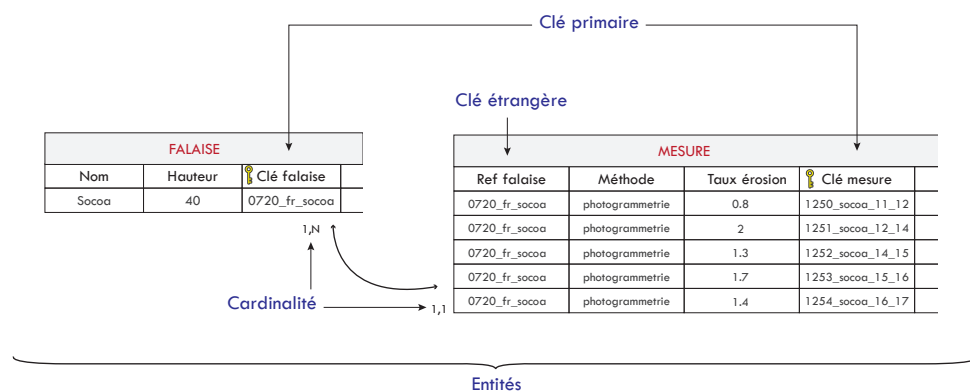 Clé primaire
Clé étrangère
FALAISE
Nom Hauteur Clé falaise
Socoa 40 0720_fr_socoa
MESURE
Ref falaise Méthode Taux érosion Clé mesure
0720_fr_socoa photogrammetrie 0.8 1250_socoa_11_12
0720_fr_socoa photogrammetrie 2 1251_socoa_12_14
0720_fr_socoa photogrammetrie 1.3 1252_socoa_14_15
0720_fr_socoa photogrammetrie 1.7 1253_socoa_15_16
0720_fr_socoa photogrammetrie 1.4 1254_socoa_16_17
1,N
Cardinalité
1,1
Entités